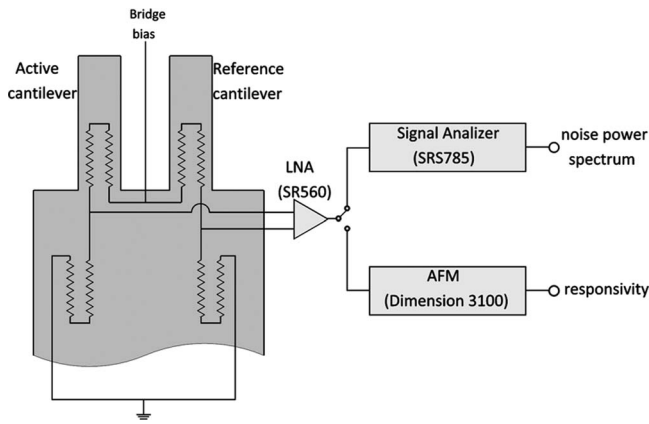 Bridge
bias
Active
cantilever
Reference
cantilever
LNA
(SR560)
Signal Analizer
(SRS785)
noise power
spectrum
AFM
(Dimension 3100)
responsivity